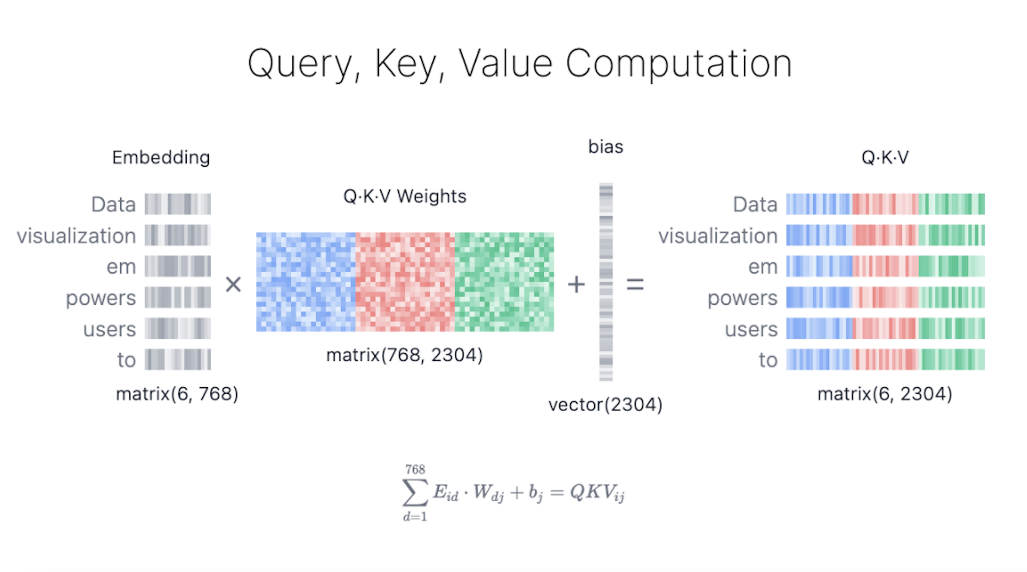 Query, Key, Value Computation
Embedding
Data
visualization
em
powers
users
to
matrix(6, 768)
×
Q·K·V Weights
matrix(768, 2304)
+
bias
vector(2304)
=
Q·K·V
Data
visualization
em
powers
users
to
matrix(6, 2304)
768
∑ E_id · W_dj + b_j = QKV_ij
d=1